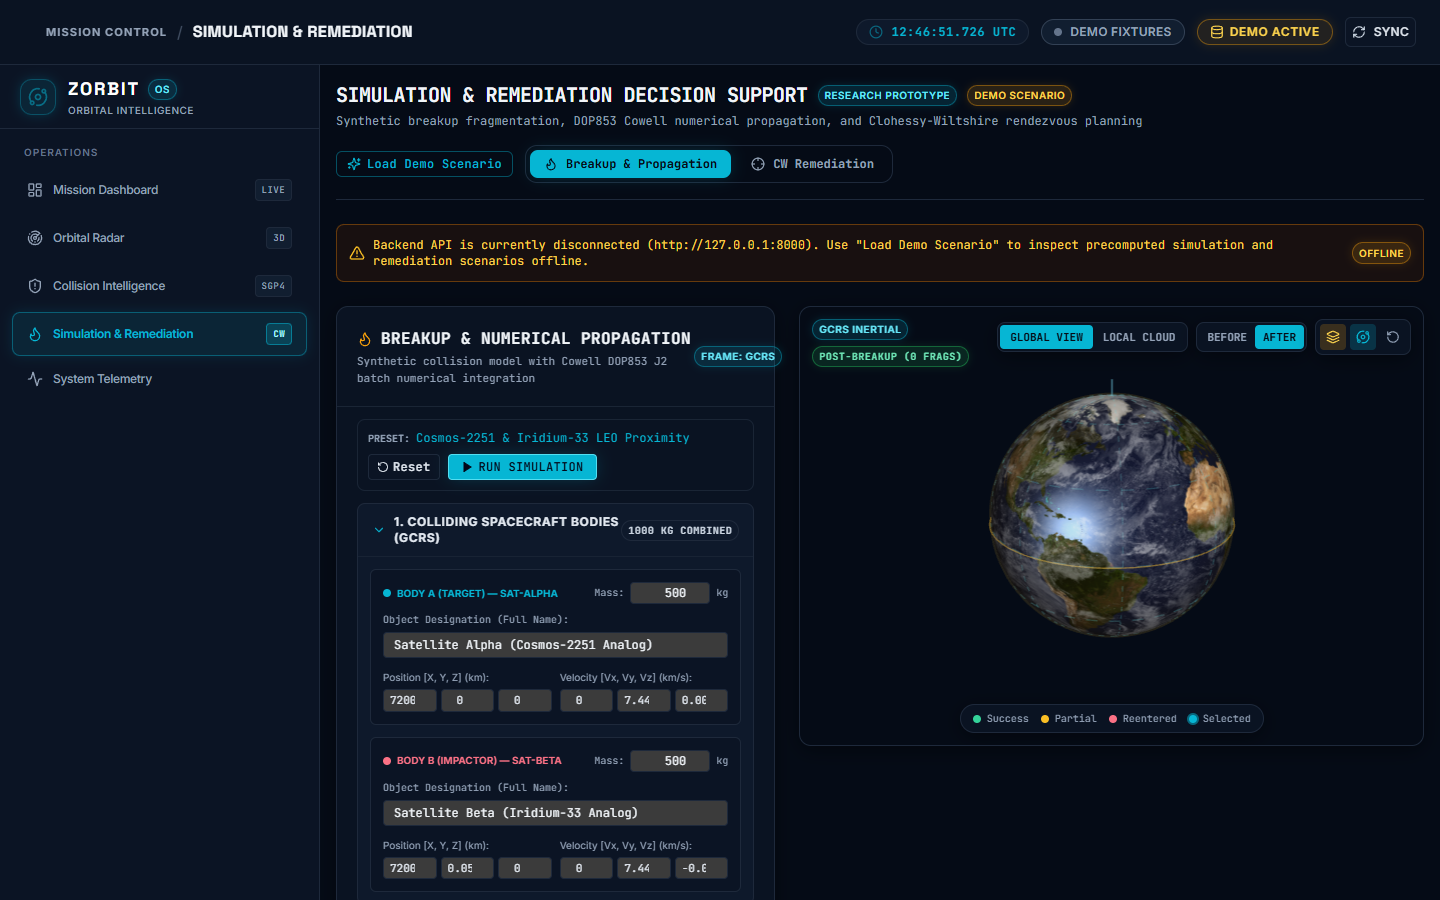 MISSION CONTROL / SIMULATION & REMEDIATION
12:46:51.726 UTC
DEMO FIXTURES
DEMO ACTIVE
SYNC
ZORBIT OS
ORBITAL INTELLIGENCE
OPERATIONS
Mission Dashboard LIVE
Orbital Radar 3D
Collision Intelligence SGP4
Simulation & Remediation CW
System Telemetry
SIMULATION & REMEDIATION DECISION SUPPORT RESEARCH PROTOTYPE DEMO SCENARIO
Synthetic breakup fragmentation, DOP853 Cowell numerical propagation, and Clohessy-Wiltshire rendezvous planning
Load Demo Scenario Breakup & Propagation CW Remediation
Backend API is currently disconnected (http://127.0.0.1:8000). Use "Load Demo Scenario" to inspect precomputed simulation and
remediation scenarios offline.
OFFLINE
BREAKUP & NUMERICAL PROPAGATION
Synthetic collision model with Cowell DOP853 J2
batch numerical integration
FRAME: GCRS
PRESET: Cosmos-2251 & Iridium-33 LEO Proximity
Reset RUN SIMULATION
1. COLLIDING SPACECRAFT BODIES
(GCRS)
1000 KG COMBINED
BODY A (TARGET) — SAT-ALPHA Mass: 500 kg
Object Designation (Full Name):
Satellite Alpha (Cosmos-2251 Analog)
Position [X, Y, Z] (km): Velocity [Vx, Vy, Vz] (km/s):
7200 0 0 0 7.44 0.00
BODY B (IMPACTOR) — SAT-BETA Mass: 500 kg
Object Designation (Full Name):
Satellite Beta (Iridium-33 Analog)
Position [X, Y, Z] (km): Velocity [Vx, Vy, Vz] (km/s):
7200 0.05 0 0 7.44 -0.0
GCRS INERTIAL
POST-BREAKUP (0 FRAGS)
GLOBAL VIEW LOCAL CLOUD BEFORE AFTER
Success Partial Reentered Selected